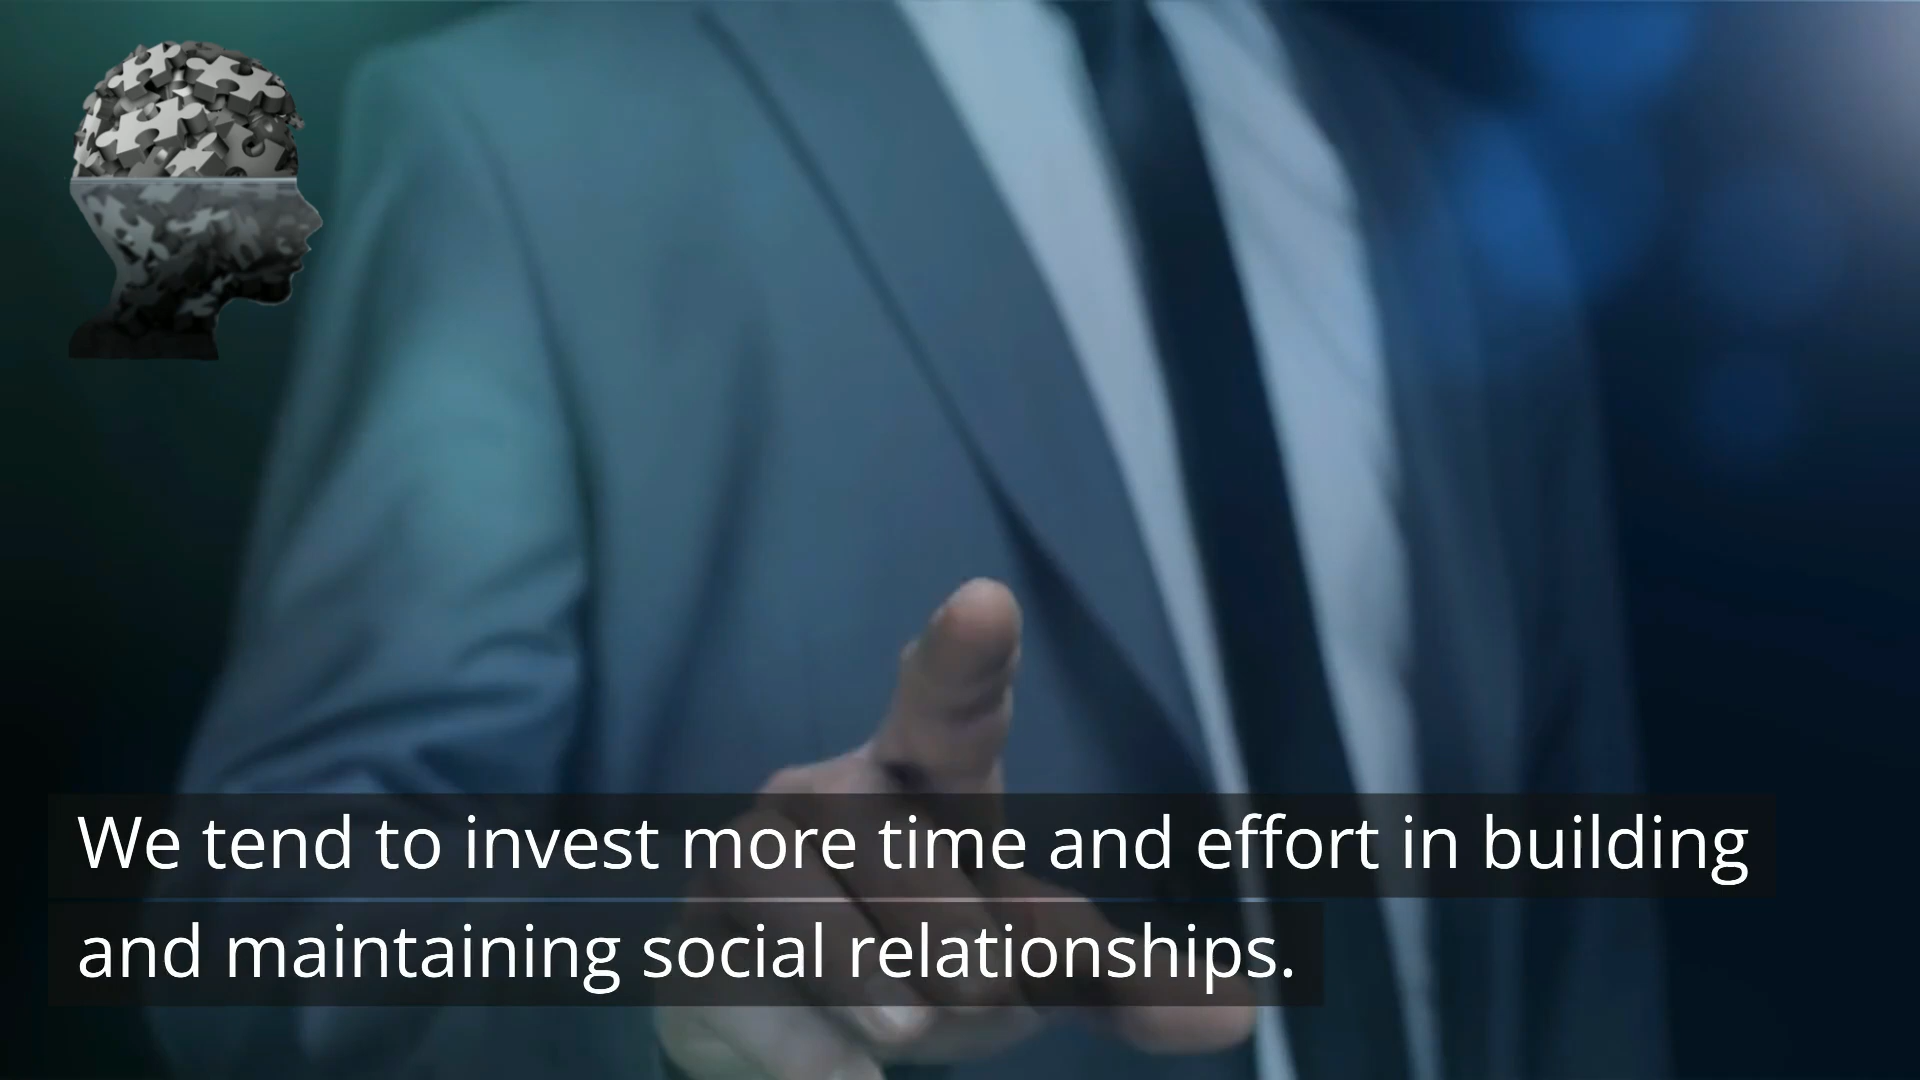 We tend to invest more time and effort in building
and maintaining social relationships.